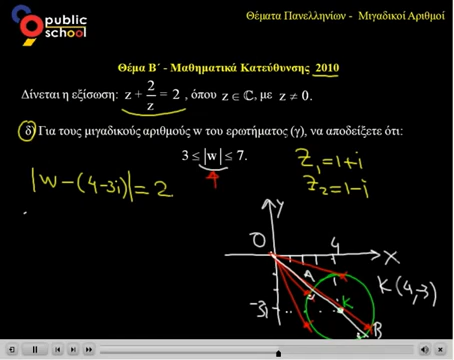 9 public school
Θέματα Πανελληνίων - Μιγαδικοί Αριθμοί
Θέμα Β΄ - Μαθηματικά Κατεύθυνσης 2010
Δίνεται η εξίσωση: z + 2/z = 2, όπου z ∈ ℂ, με z ≠ 0.
δ) Για τους μιγαδικούς αριθμούς w του ερωτήματος (γ), να αποδείξετε ότι:
3 ≤ |w| ≤ 7.
Z₁ = 1+i
|w - (4-3i)| = 2
Z₂ = 1-i
Y
O
4
X
A
K(4,-3)
K
-3
B